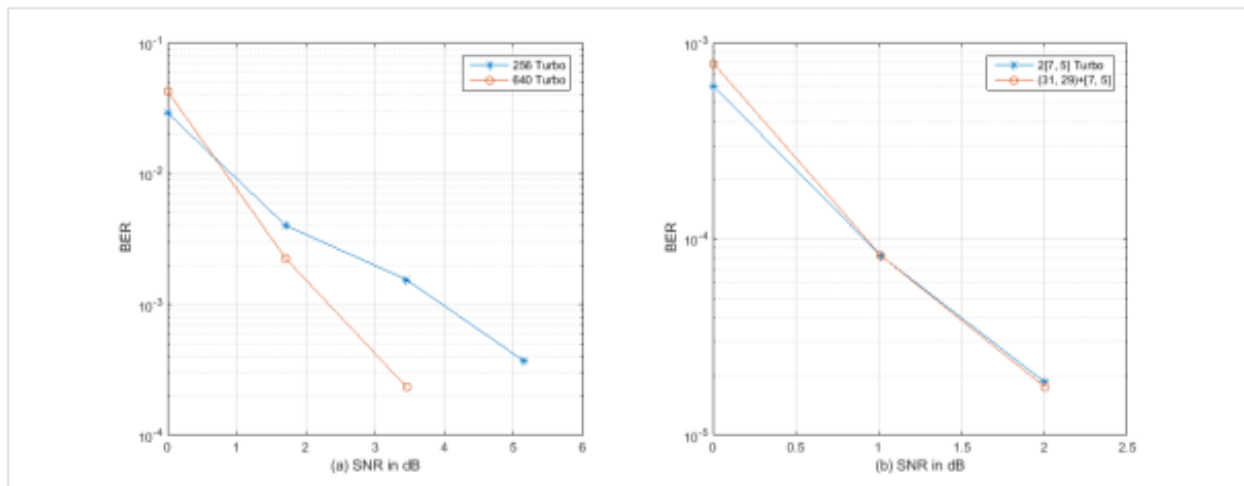 10^-1
10^-2
10^-3
10^-4
BER
0 1 2 3 4 5 6
(a) SNR in dB
256 Turbo
640 Turbo
10^-3
10^-4
10^-5
BER
0 0.5 1 1.5 2 2.5
(b) SNR in dB
2[7, 5] Turbo
(31, 29)+[7, 5]